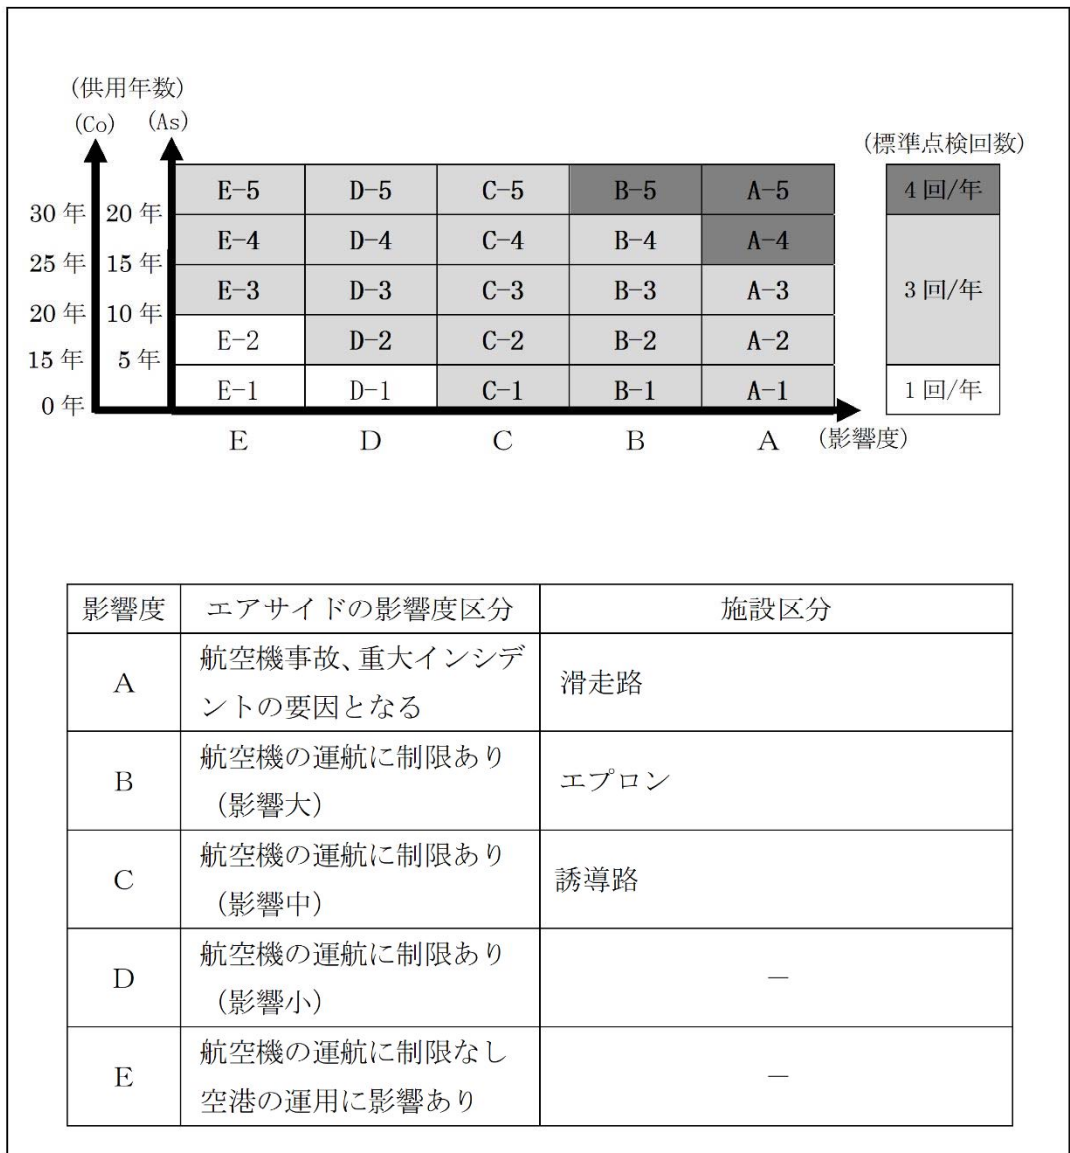 (供用年数)
(Co) (As)
(標準点検回数)
E-5 D-5 C-5 B-5 A-5 4回/年
30年 20年
E-4 D-4 C-4 B-4 A-4
25年 15年
E-3 D-3 C-3 B-3 A-3 3回/年
20年 10年
E-2 D-2 C-2 B-2 A-2
15年 5年
E-1 D-1 C-1 B-1 A-1 1回/年
0年
E D C B A (影響度)
影響度 エアサイドの影響度区分 施設区分
A 航空機事故、重大インシデ
ントの要因となる
滑走路
B 航空機の運航に制限あり
(影響大)
エプロン
C 航空機の運航に制限あり
(影響中)
誘導路
D 航空機の運航に制限あり
(影響小)
－
E 航空機の運航に制限なし
空港の運用に影響あり
－